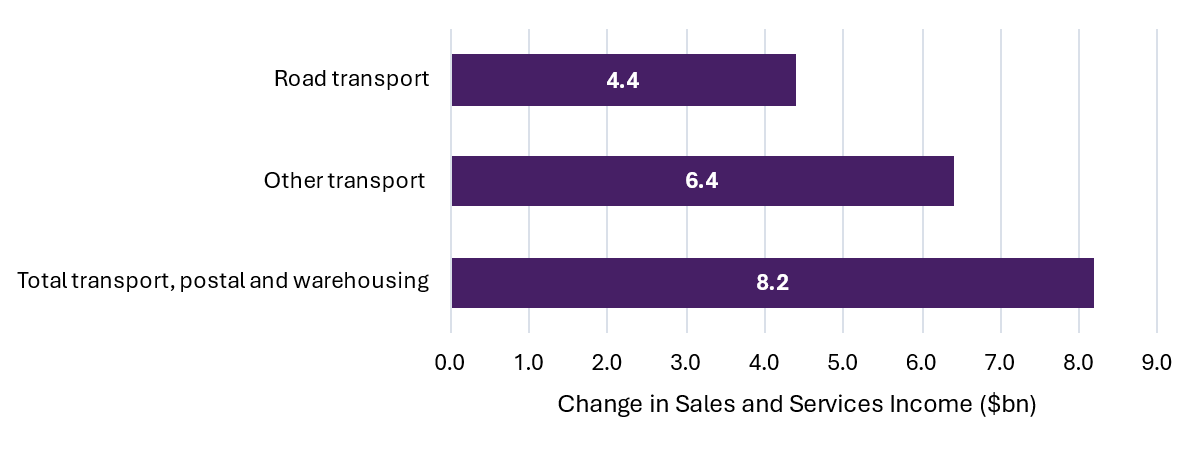 Road transport
4.4
Other transport
6.4
Total transport, postal and warehousing
8.2
0.0 1.0 2.0 3.0 4.0 5.0 6.0 7.0 8.0 9.0
Change in Sales and Services Income ($bn)